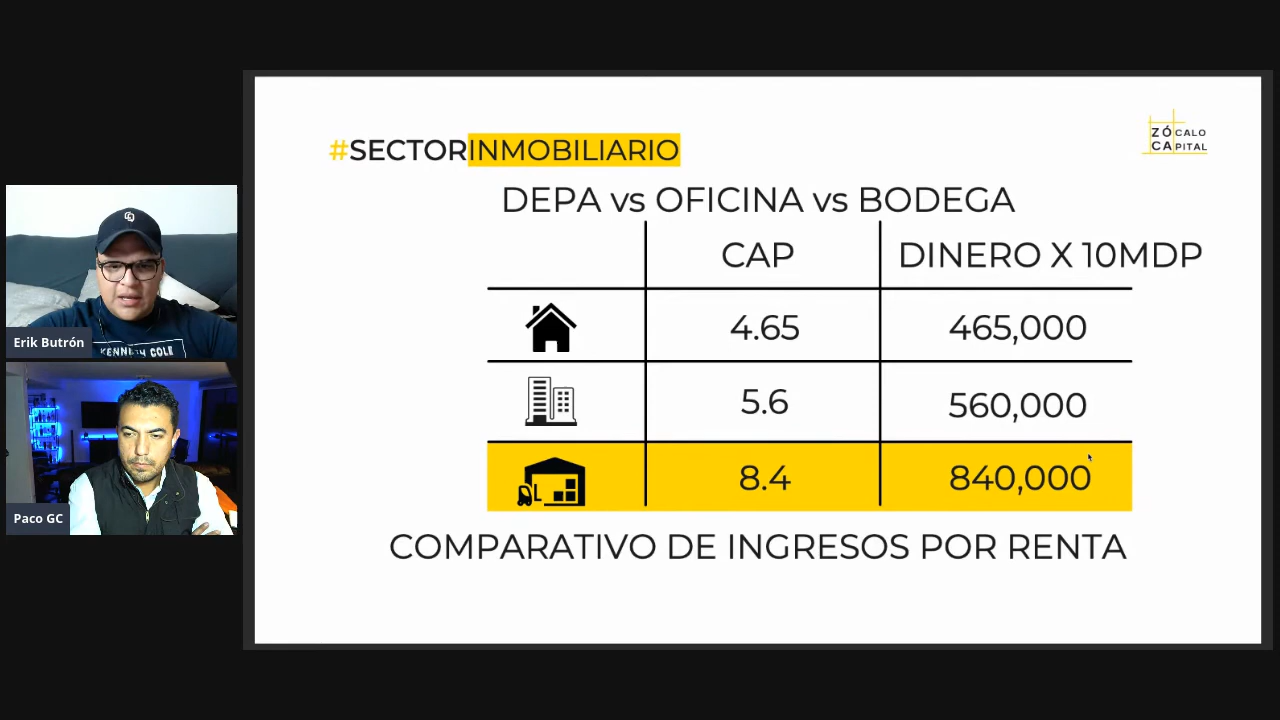 #SECTORINMOBILIARIO
ZÓCALO
CAPITAL
DEPA vs OFICINA vs BODEGA
CAP DINERO X 10MDP
4.65 465,000
5.6 560,000
8.4 840,000
COMPARATIVO DE INGRESOS POR RENTA
KENNETH COLE
Erik Butrón
Paco GC